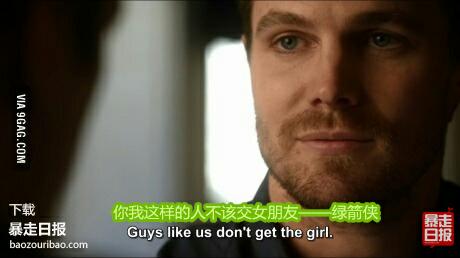 VIA 9GAG.COM
下载
暴走日报
baozouribao.com
你我这样的人不该交女朋友——绿箭侠
Guys like us don't get the girl.
暴走
日报